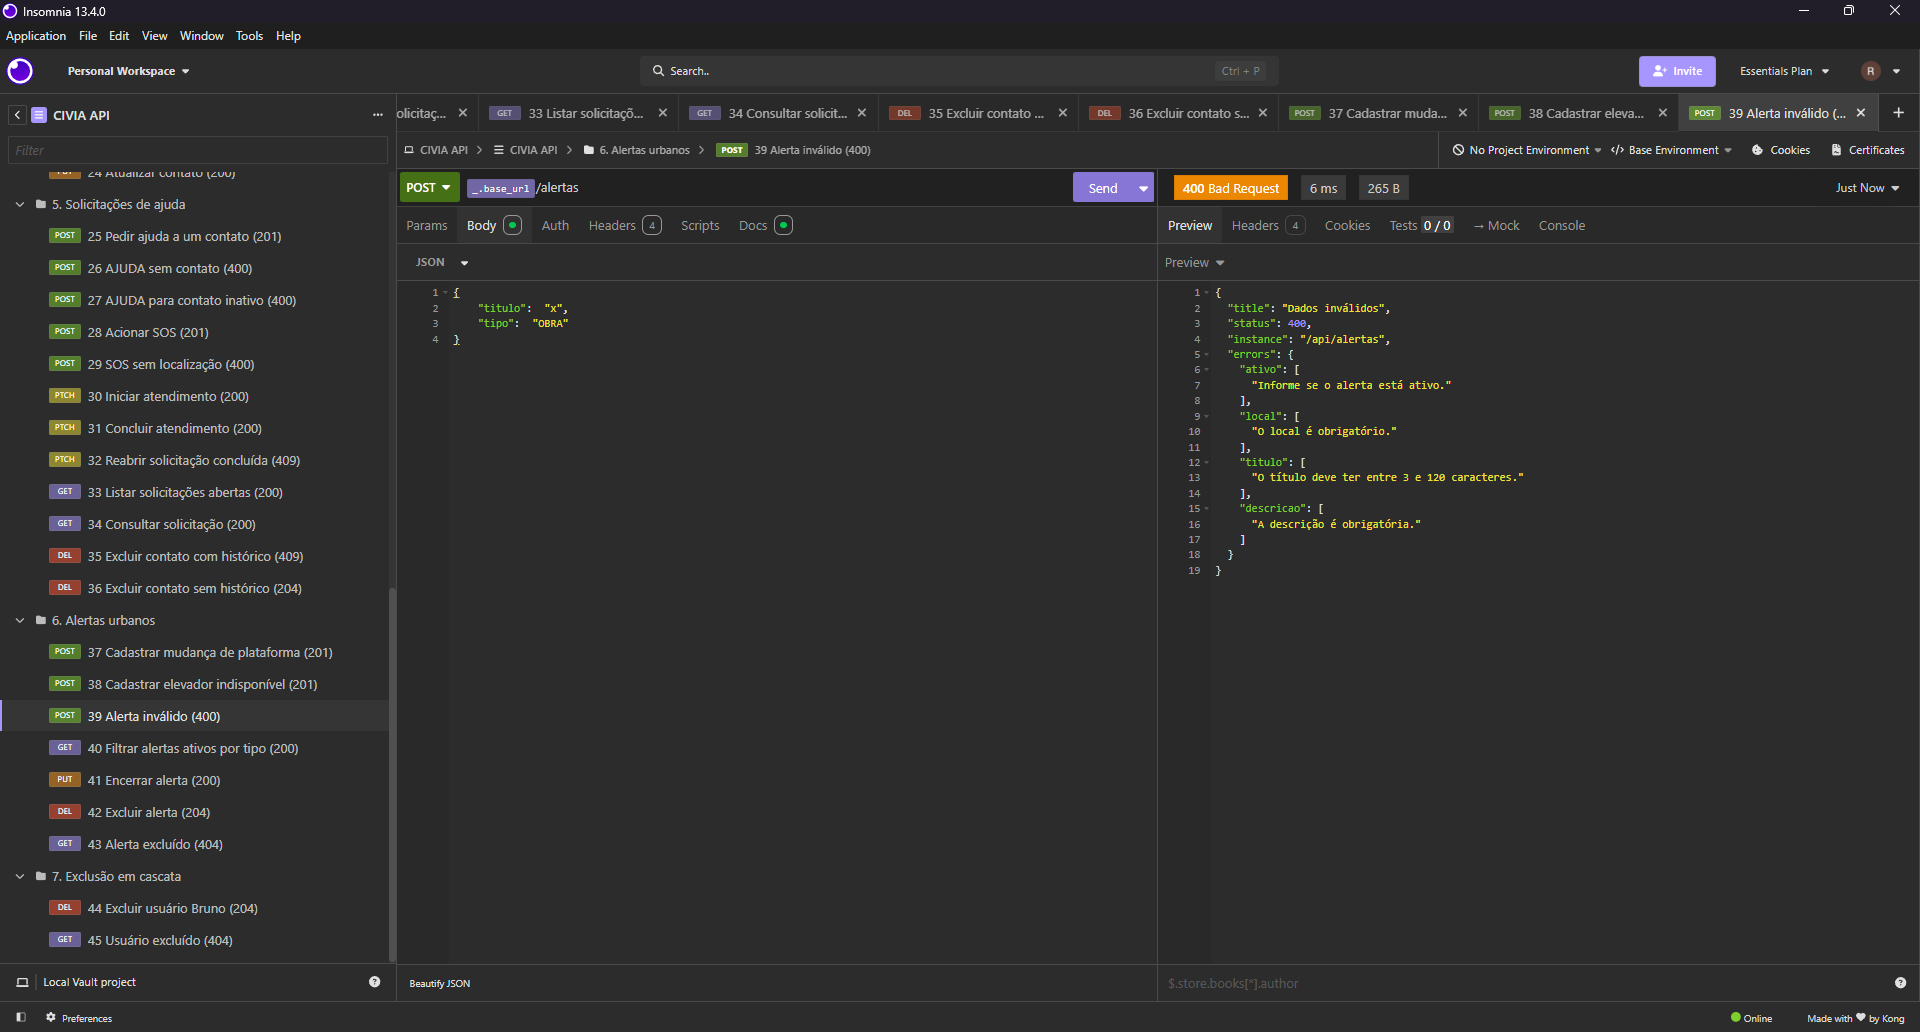 Insomnia 13.4.0
Application File Edit View Window Tools Help
Personal Workspace
Search.. Ctrl + P
Invite
Essentials Plan
R
CIVIA API
Filter
24 Atualizar contato (200)
5. Solicitações de ajuda
POST 25 Pedir ajuda a um contato (201)
POST 26 AJUDA sem contato (400)
POST 27 AJUDA para contato inativo (400)
POST 28 Acionar SOS (201)
POST 29 SOS sem localização (400)
PTCH 30 Iniciar atendimento (200)
PTCH 31 Concluir atendimento (200)
PTCH 32 Reabrir solicitação concluída (409)
GET 33 Listar solicitações abertas (200)
GET 34 Consultar solicitação (200)
DEL 35 Excluir contato com histórico (409)
DEL 36 Excluir contato sem histórico (204)
6. Alertas urbanos
POST 37 Cadastrar mudança de plataforma (201)
POST 38 Cadastrar elevador indisponível (201)
POST 39 Alerta inválido (400)
GET 40 Filtrar alertas ativos por tipo (200)
PUT 41 Encerrar alerta (200)
DEL 42 Excluir alerta (204)
GET 43 Alerta excluído (404)
7. Exclusão em cascata
DEL 44 Excluir usuário Bruno (204)
GET 45 Usuário excluído (404)
Local Vault project
Preferences
olicitaç...
GET 33 Listar solicitaçõ...
GET 34 Consultar solicit...
DEL 35 Excluir contato ...
DEL 36 Excluir contato s...
POST 37 Cadastrar muda...
POST 38 Cadastrar eleva...
POST 39 Alerta inválido (...
CIVIA API > CIVIA API > 6. Alertas urbanos > POST 39 Alerta inválido (400)
No Project Environment
</> Base Environment
Cookies
Certificates
POST _.base_url /alertas
Send
Params Body Auth Headers 4 Scripts Docs
JSON
1 {
2 "titulo": "x",
3 "tipo": "OBRA"
4 }
Beautify JSON
400 Bad Request 6 ms 265 B
Just Now
Preview Headers 4 Cookies Tests 0 / 0 → Mock Console
Preview
1 {
2 "title": "Dados inválidos",
3 "status": 400,
4 "instance": "/api/alertas",
5 "errors": {
6 "ativo": [
7 "Informe se o alerta está ativo."
8 ],
9 "local": [
10 "O local é obrigatório."
11 ],
12 "titulo": [
13 "O título deve ter entre 3 e 120 caracteres."
14 ],
15 "descricao": [
16 "A descrição é obrigatória."
17 ]
18 }
19 }
$.store.books[*].author
Online
Made with ♥ by Kong